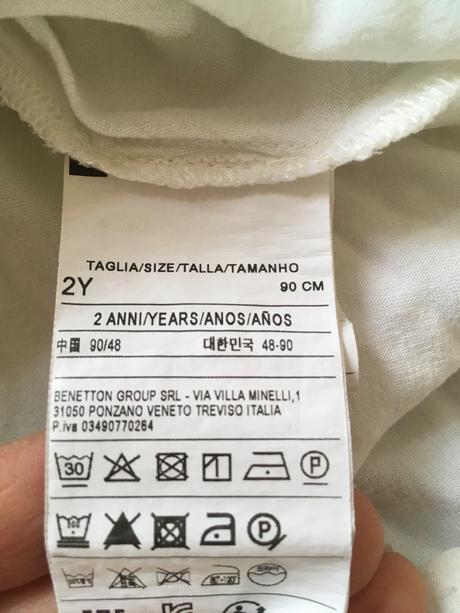 TAGLIA/SIZE/TALLA/TAMANHO
2Y 90 CM
2 ANNI/YEARS/ANOS/AÑOS
中国 90/48 대한민국 48-90
BENETTON GROUP SRL - VIA VILLA MINELLI,1
31050 PONZANO VENETO TREVISO ITALIA
P.iva 03490770264
30 P
P